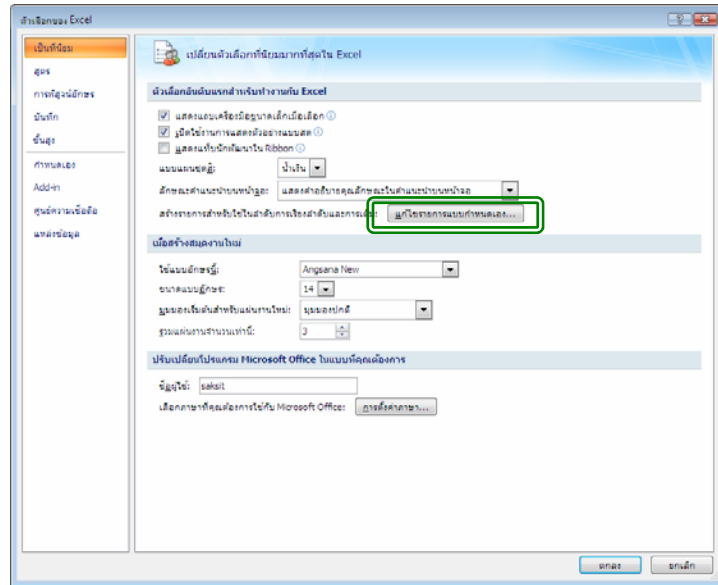 ตัวเลือกของ Excel
เป็นที่นิยม
สูตร
การพิสูจน์อักษร
บันทึก
ขั้นสูง
กำหนดเอง
Add-in
ศูนย์ความเชื่อถือ
แหล่งข้อมูล
เปลี่ยนตัวเลือกที่นิยมมากที่สุดใน Excel
ตัวเลือกอันดับแรกสำหรับทำงานกับ Excel
แสดงแถบเครื่องมือขนาดเล็กเมื่อเลือก
เปิดใช้งานการแสดงตัวอย่างแบบสด
แสดงแท็บนักพัฒนาใน Ribbon
แบบแผนชุดสี: น้ำเงิน
ลักษณะคำแนะนำบนหน้าจอ: แสดงคำอธิบายคุณลักษณะในคำแนะนำบนหน้าจอ
สร้างรายการสำหรับใช้ในลำดับการเรียงลำดับและการเติม: แก้ไขรายการแบบกำหนดเอง...
เมื่อสร้างสมุดงานใหม่
ใช้แบบอักษรนี้: Angsana New
ขนาดแบบอักษร: 14
มุมมองเริ่มต้นสำหรับแผ่นงานใหม่: มุมมองปกติ
รวมแผ่นงานจำนวนเท่านี้: 3
ปรับเปลี่ยนโปรแกรม Microsoft Office ในแบบที่คุณต้องการ
ชื่อผู้ใช้: saksit
เลือกภาษาที่คุณต้องการใช้กับ Microsoft Office: การตั้งค่าภาษา...
ตกลง ยกเลิก